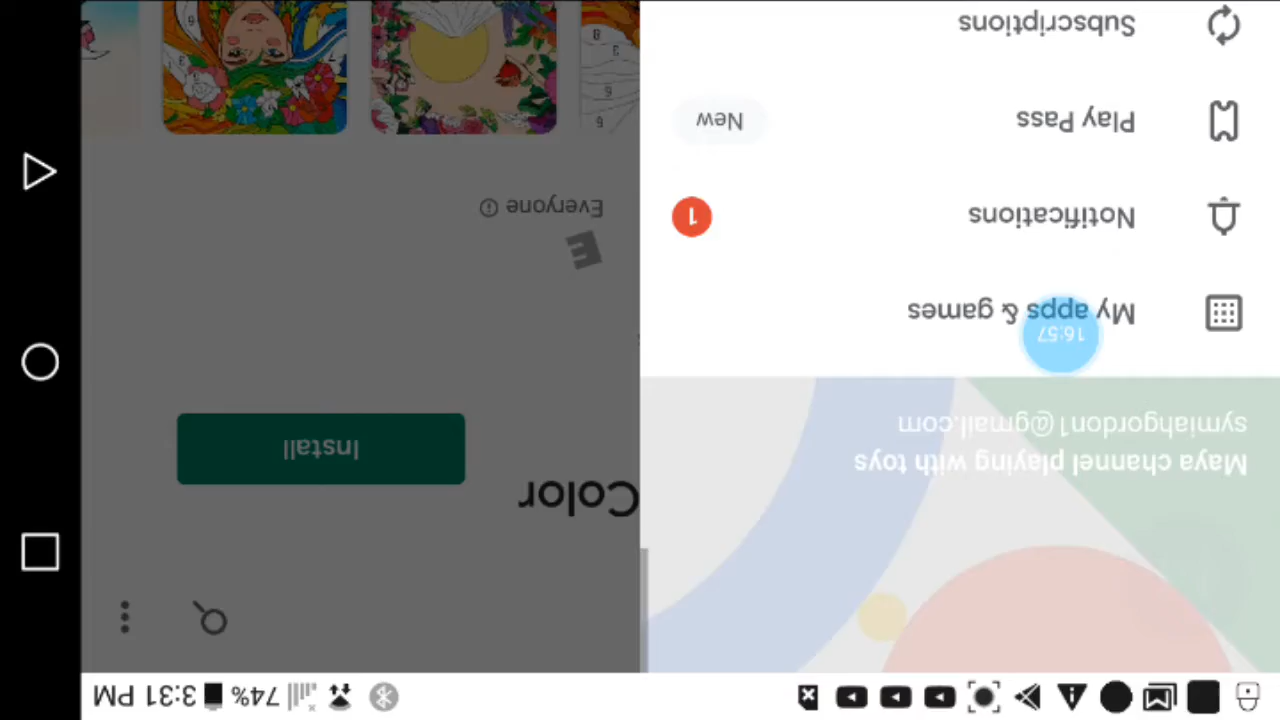 3:31 PM
74%
Maya channel playing with toys
symiahgordon1@gmail.com
16:57
My apps & games
Notifications
1
Play Pass
New
Subscriptions
Color
Install
E
Everyone